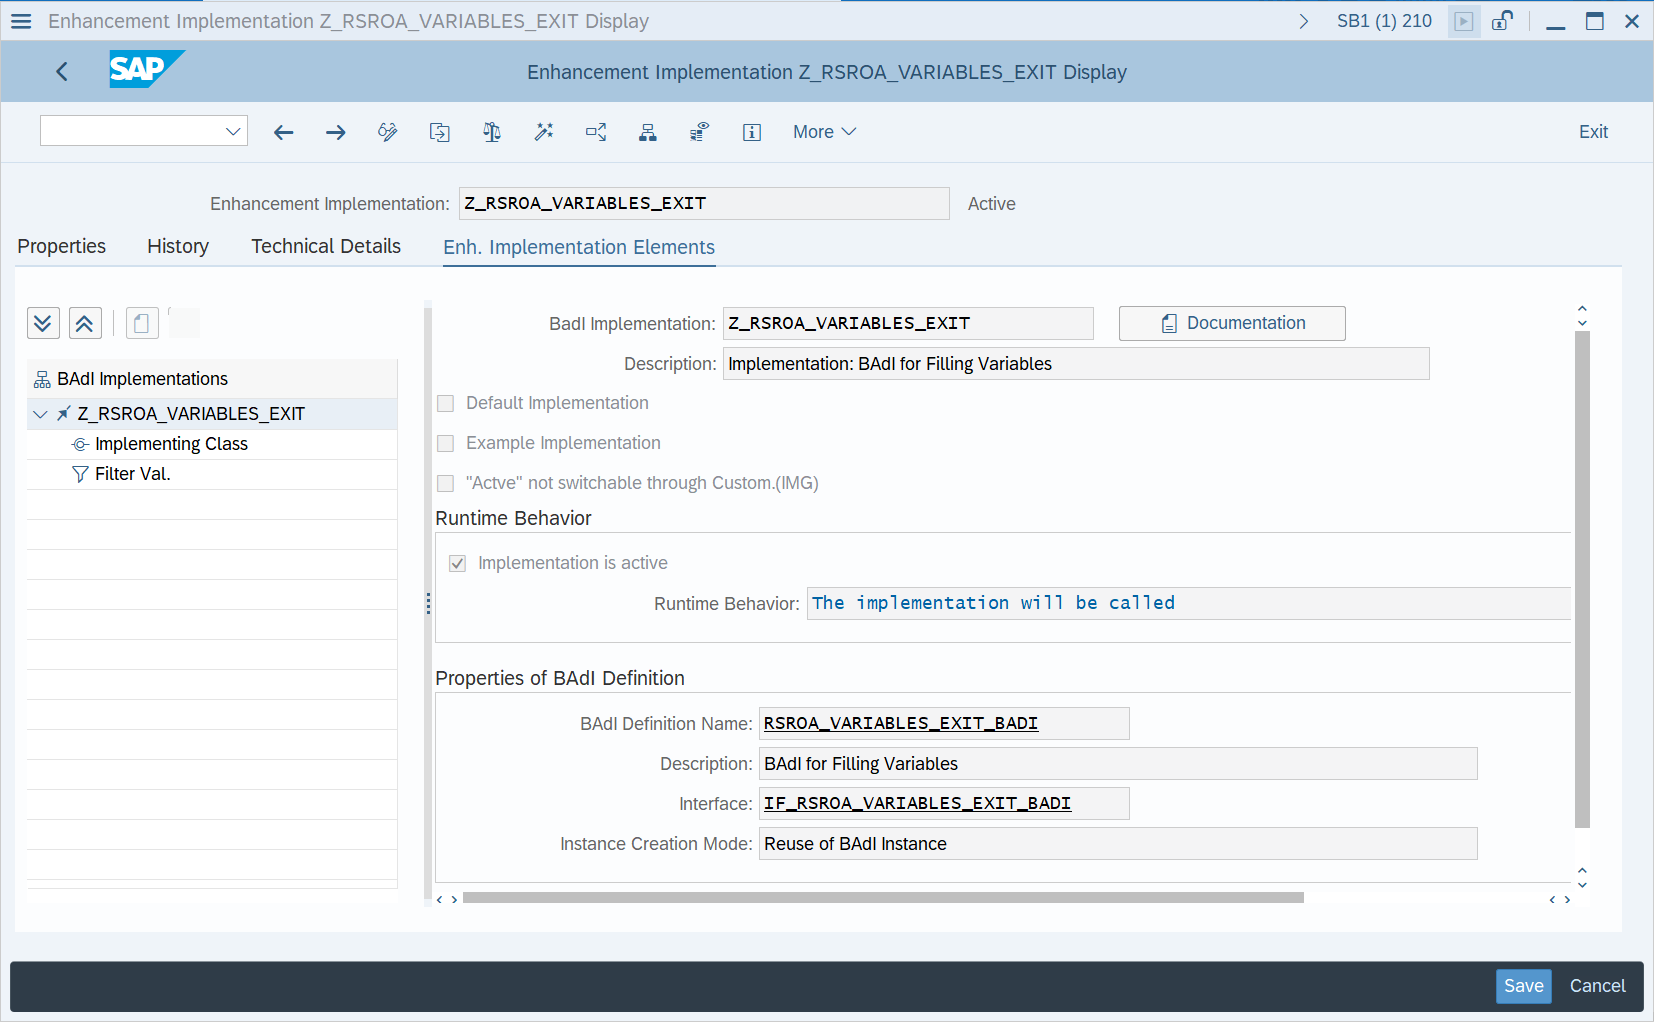 Enhancement Implementation Z_RSROA_VARIABLES_EXIT Display
SB1 (1) 210
SAP
Enhancement Implementation Z_RSROA_VARIABLES_EXIT Display
More
Exit
Enhancement Implementation: Z_RSROA_VARIABLES_EXIT Active
Properties History Technical Details Enh. Implementation Elements
BAdI Implementations
Z_RSROA_VARIABLES_EXIT
Implementing Class
Filter Val.
BadI Implementation: Z_RSROA_VARIABLES_EXIT Documentation
Description: Implementation: BAdI for Filling Variables
Default Implementation
Example Implementation
"Actve" not switchable through Custom.(IMG)
Runtime Behavior
Implementation is active
Runtime Behavior: The implementation will be called
Properties of BAdI Definition
BAdI Definition Name: RSROA_VARIABLES_EXIT_BADI
Description: BAdI for Filling Variables
Interface: IF_RSROA_VARIABLES_EXIT_BADI
Instance Creation Mode: Reuse of BAdI Instance
Save Cancel